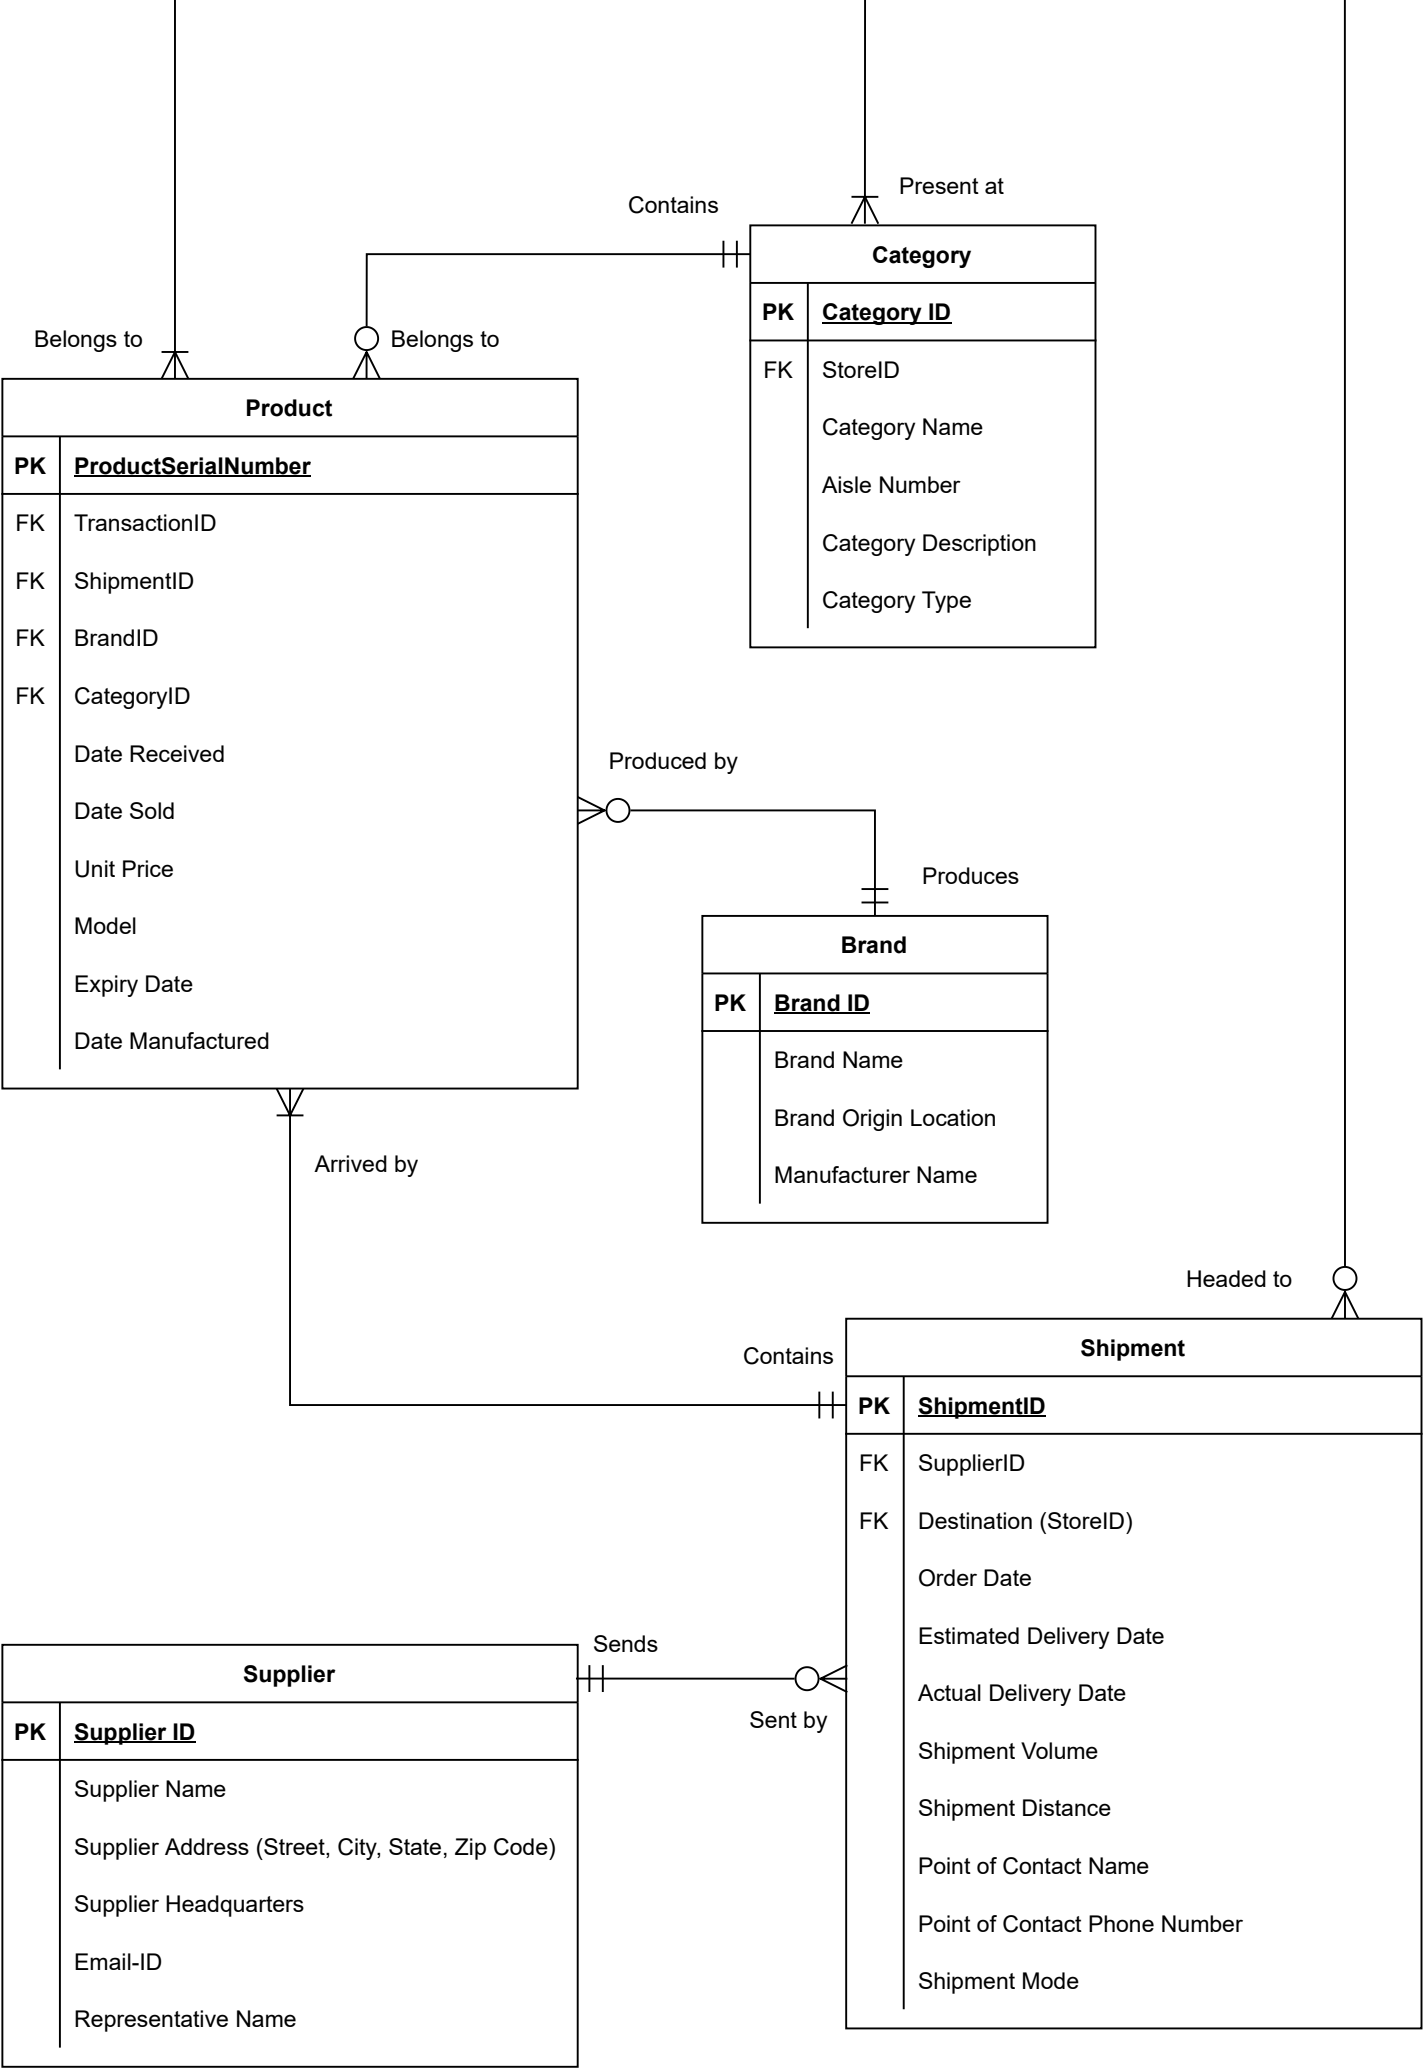 Present at
Contains
Category
PK Category ID
FK StoreID
Category Name
Aisle Number
Category Description
Category Type
Belongs to
Belongs to
Product
PK ProductSerialNumber
FK TransactionID
FK ShipmentID
FK BrandID
FK CategoryID
Date Received
Date Sold
Unit Price
Model
Expiry Date
Date Manufactured
Produced by
Produces
Brand
PK Brand ID
Brand Name
Brand Origin Location
Manufacturer Name
Arrived by
Headed to
Contains
Shipment
PK ShipmentID
FK SupplierID
FK Destination (StoreID)
Order Date
Estimated Delivery Date
Actual Delivery Date
Shipment Volume
Shipment Distance
Point of Contact Name
Point of Contact Phone Number
Shipment Mode
Sends
Sent by
Supplier
PK Supplier ID
Supplier Name
Supplier Address (Street, City, State, Zip Code)
Supplier Headquarters
Email-ID
Representative Name